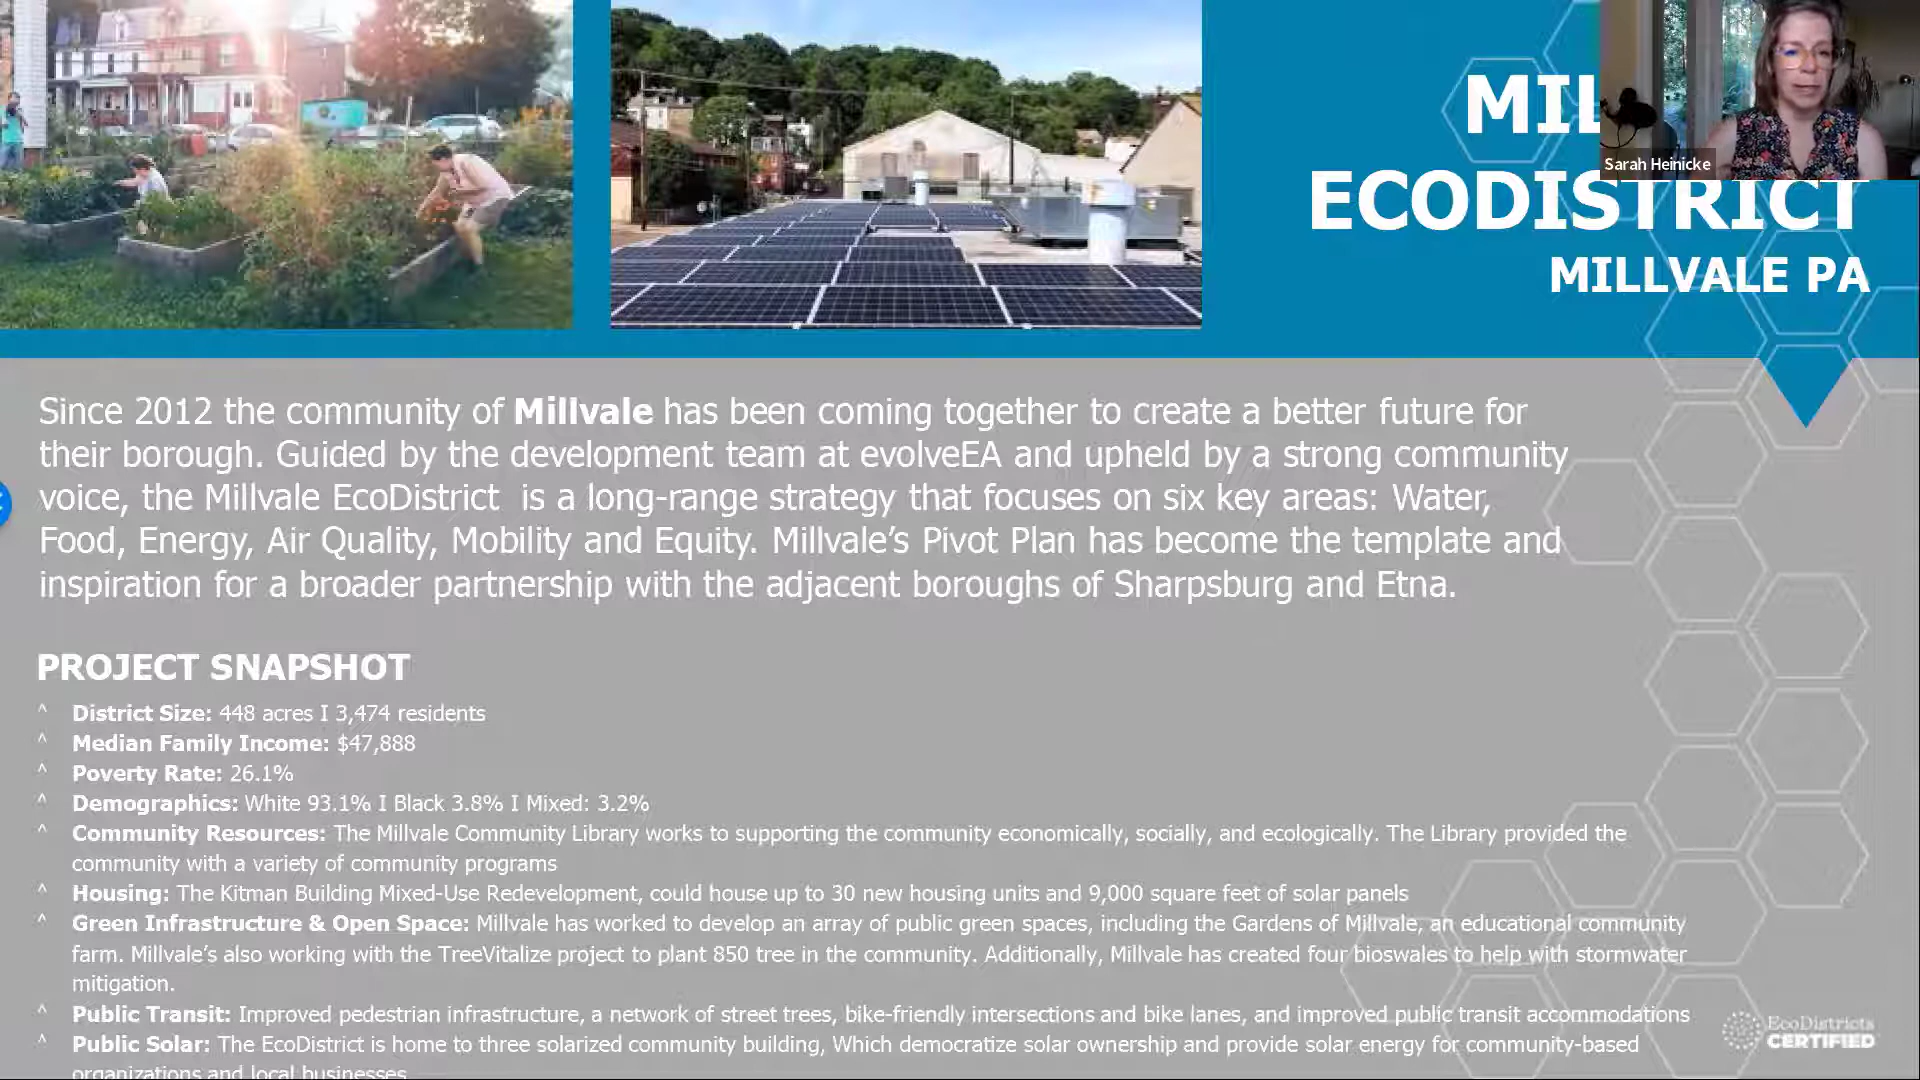 MIL
Sarah Heinicke
ECODISTRICT
MILLVALE PA
Since 2012 the community of Millvale has been coming together to create a better future for
their borough. Guided by the development team at evolveEA and upheld by a strong community
voice, the Millvale EcoDistrict is a long-range strategy that focuses on six key areas: Water,
Food, Energy, Air Quality, Mobility and Equity. Millvale’s Pivot Plan has become the template and
inspiration for a broader partnership with the adjacent boroughs of Sharpsburg and Etna.
PROJECT SNAPSHOT
^ District Size: 448 acres I 3,474 residents
^ Median Family Income: $47,888
^ Poverty Rate: 26.1%
^ Demographics: White 93.1% I Black 3.8% I Mixed: 3.2%
^ Community Resources: The Millvale Community Library works to supporting the community economically, socially, and ecologically. The Library provided the
community with a variety of community programs
^ Housing: The Kitman Building Mixed-Use Redevelopment, could house up to 30 new housing units and 9,000 square feet of solar panels
^ Green Infrastructure & Open Space: Millvale has worked to develop an array of public green spaces, including the Gardens of Millvale, an educational community
farm. Millvale’s also working with the TreeVitalize project to plant 850 tree in the community. Additionally, Millvale has created four bioswales to help with stormwater
mitigation.
^ Public Transit: Improved pedestrian infrastructure, a network of street trees, bike-friendly intersections and bike lanes, and improved public transit accommodations
^ Public Solar: The EcoDistrict is home to three solarized community building, Which democratize solar ownership and provide solar energy for community-based
organizations and local businesses
EcoDistricts
CERTIFIED